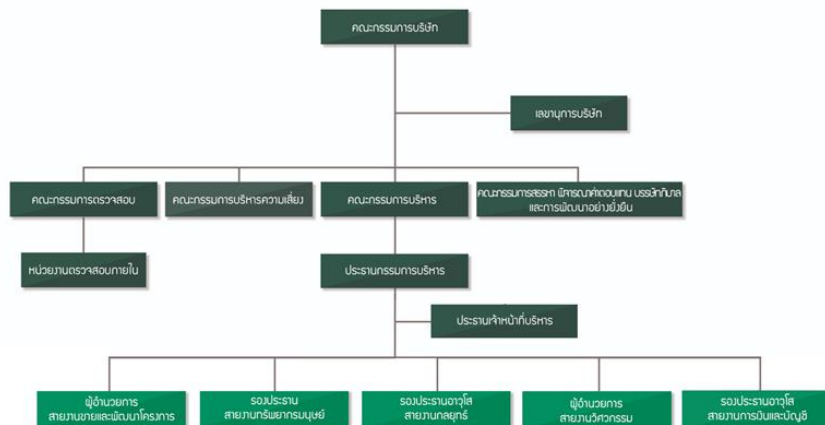 คณะกรรมการบริษัท
เลขานุการบริษัท
คณะกรรมการตรวจสอบ
คณะกรรมการบริหารความเสี่ยง
คณะกรรมการบริหาร
คณะกรรมการสรรหา พิจารณาค่าตอบแทน บรรษัทภิบาล
และการพัฒนาอย่างยั่งยืน
หน่วยงานตรวจสอบภายใน
ประธานกรรมการบริหาร
ประธานเจ้าหน้าที่บริหาร
ผู้อำนวยการ
สายงานขายและพัฒนาโครงการ
รองประธาน
สายงานทรัพยากรมนุษย์
รองประธานอาวุโส
สายงานกลยุทธ์
ผู้อำนวยการ
สายงานวิศวกรรม
รองประธานอาวุโส
สายงานการเงินและบัญชี